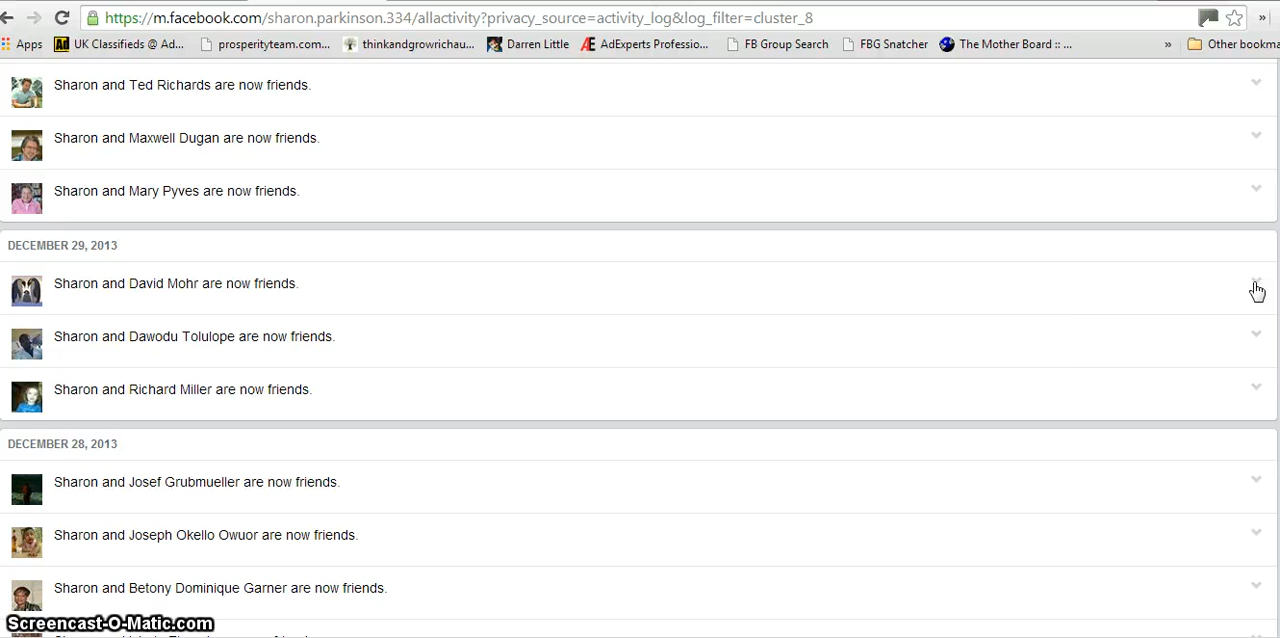 https://m.facebook.com/sharon.parkinson.334/allactivity?privacy_source=activity_log&log_filter=cluster_8 »
Apps Ad UK Classifieds @ Ad... prosterityteam.com... thinkandgrowrichau... Darren Little Æ AdExperts Professio... FB Group Search FBG Snatcher The Mother Board :: ... » Other bookma
Sharon and Ted Richards are now friends.
Sharon and Maxwell Dugan are now friends.
Sharon and Mary Pyves are now friends.
DECEMBER 29, 2013
Sharon and David Mohr are now friends.
Sharon and Dawodu Tolulope are now friends.
Sharon and Richard Miller are now friends.
DECEMBER 28, 2013
Sharon and Josef Grubmueller are now friends.
Sharon and Joseph Okello Owuor are now friends.
Sharon and Betony Dominique Garner are now friends.
Screencast-O-Matic.com